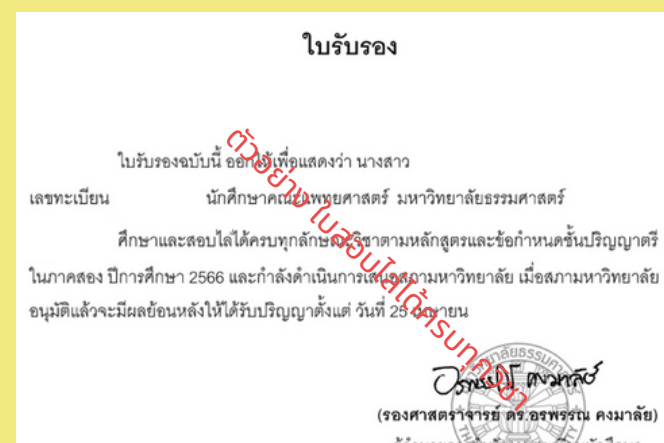 ใบรับรอง
ใบรับรองฉบับนี้ ออกให้เพื่อแสดงว่า นางสาว
เลขทะเบียน นักศึกษาคณะแพทยศาสตร์ มหาวิทยาลัยธรรมศาสตร์
ศึกษาและสอบไล่ได้ครบทุกลักษณะวิชาตามหลักสูตรและข้อกำหนดชั้นปริญญาตรี
ในภาคสอง ปีการศึกษา 2566 และกำลังดำเนินการเสนอสภามหาวิทยาลัย เมื่อสภามหาวิทยาลัย
อนุมัติแล้วจะมีผลย้อนหลังให้ได้รับปริญญาตั้งแต่ วันที่ 25
ตัวอย่าง ใบสอบไล่ได้ครบทุกวิชา
(รองศาสตราจารย์ ดร.อรพรรณ คงมาลัย)